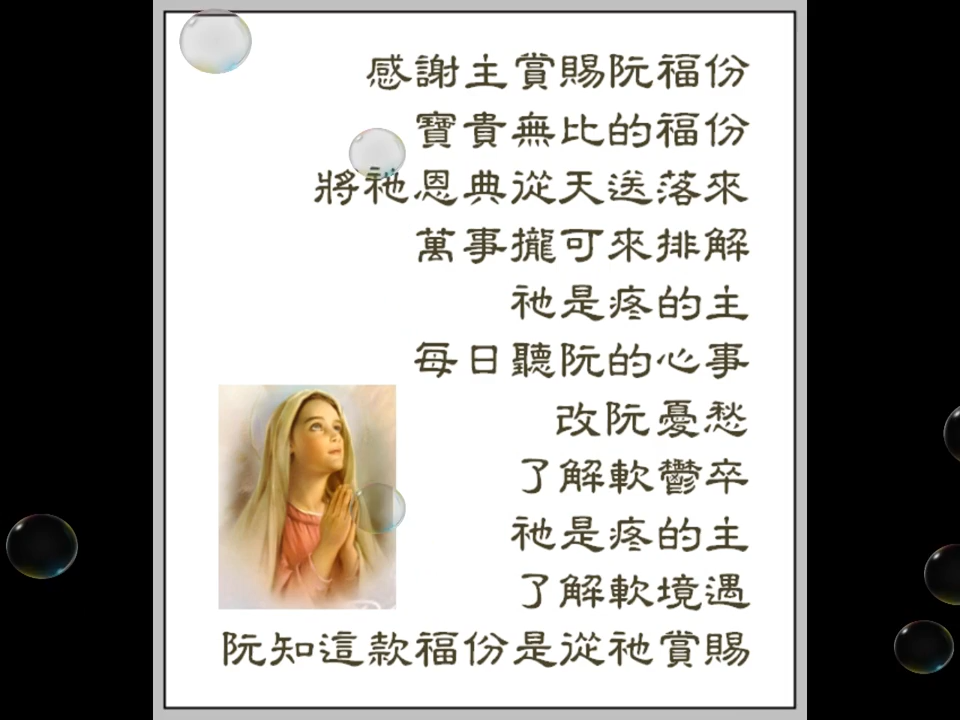 感謝主賞賜阮福份
寶貴無比的福份
將祂恩典從天送落來
萬事攏可來排解
祂是疼的主
每日聽阮的心事
改阮憂愁
了解軟鬱卒
祂是疼的主
了解軟境遇
阮知這款福份是從祂賞賜